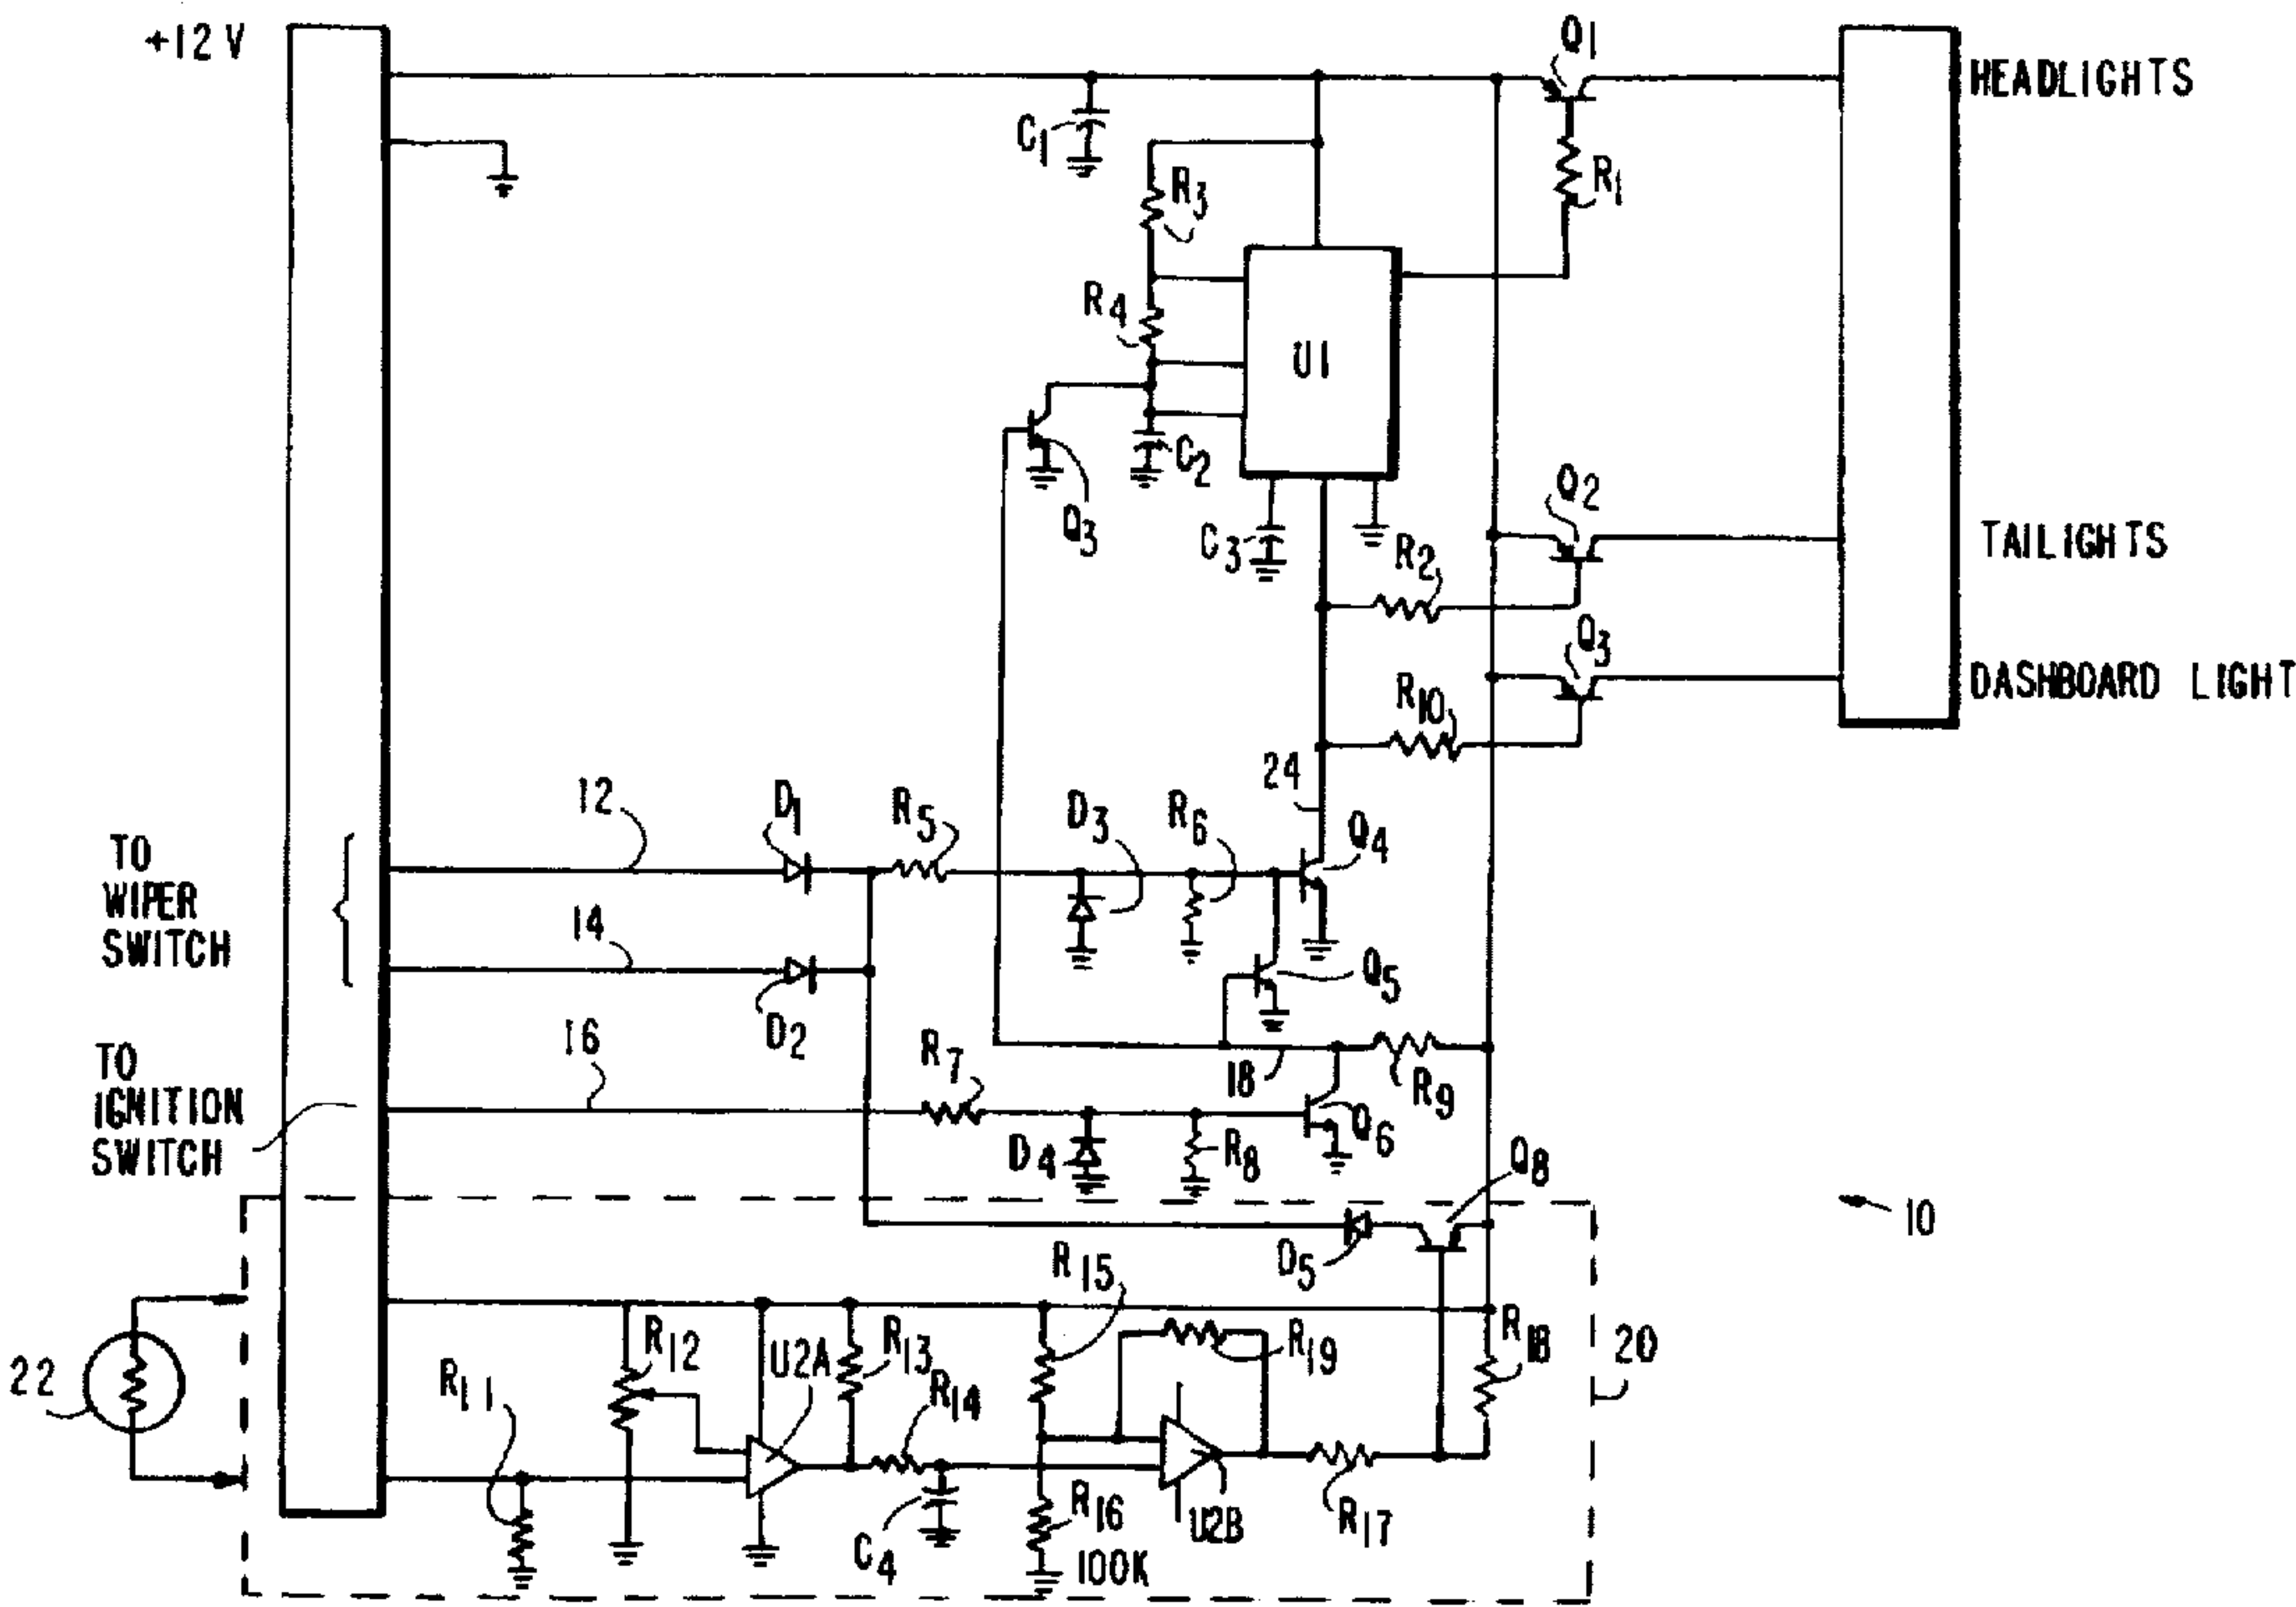 +12 V
Q1
HEADLIGHTS
C1
R3
R1
R4
U1
Q3
C2
C3
Q2
R2
TAILIGHTS
Q3
R10
DASHBOARD LIGHT
24
12
D1
R5
D3
R6
Q4
TO
WIPER
SWITCH
14
D2
Q5
TO
IGNITION
SWITCH
16
R7
18
R9
D4
R8
Q6
Q8
10
D5
R15
22
R11
R12
U2A
R13
R14
R19
R18
20
C4
R16
100K
U2B
R17